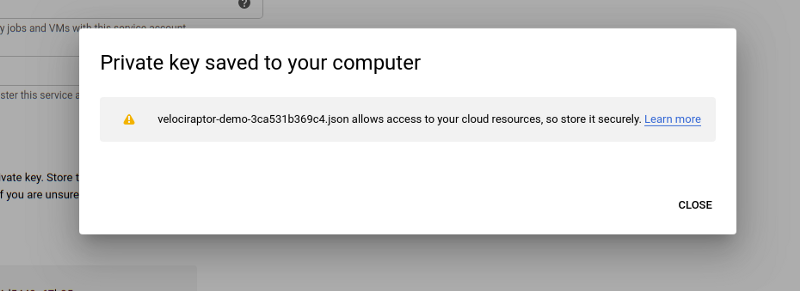 y jobs and VMs with this service account
Private key saved to your computer
ster this service a
velociraptor-demo-3ca531b369c4.json allows access to your cloud resources, so store it securely. Learn more
vate key. Store t
f you are unsure
CLOSE